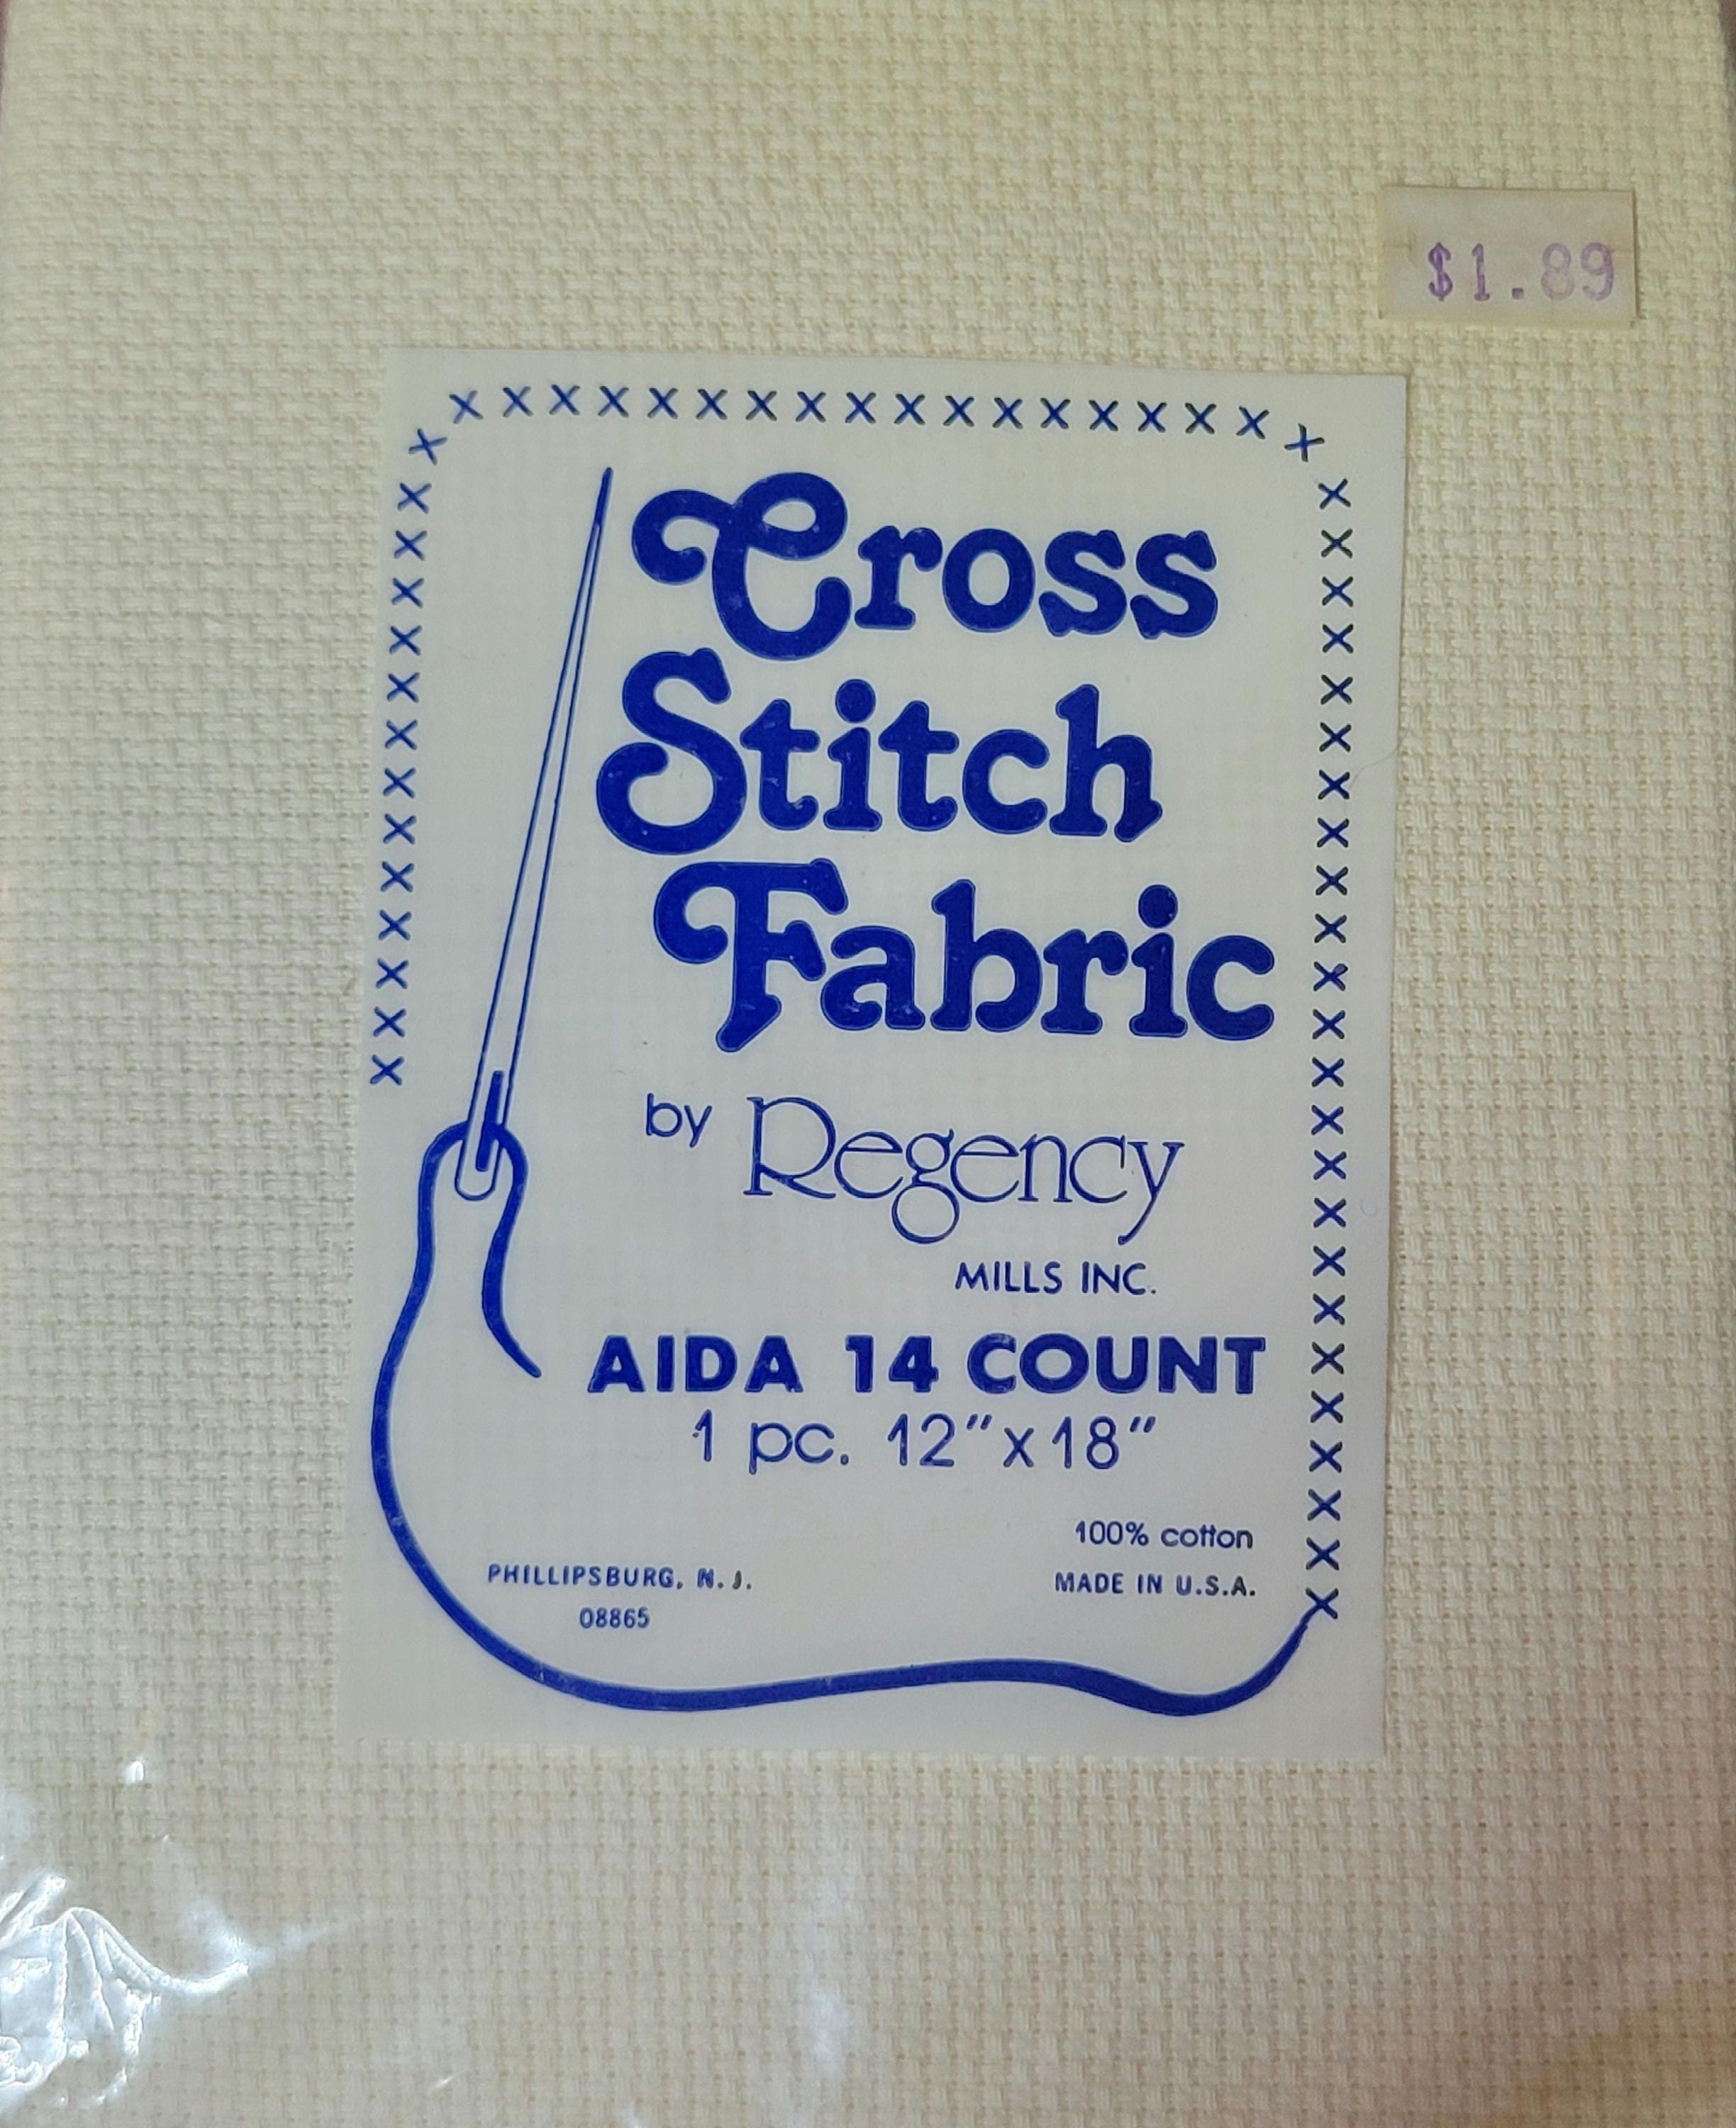 $1.89
Cross
Stitch
Fabric
by Regency
MILLS INC.
AIDA 14 COUNT
1 pc. 12" x 18"
100% cotton
PHILLIPSBURG, N.J. MADE IN U.S.A.
08865